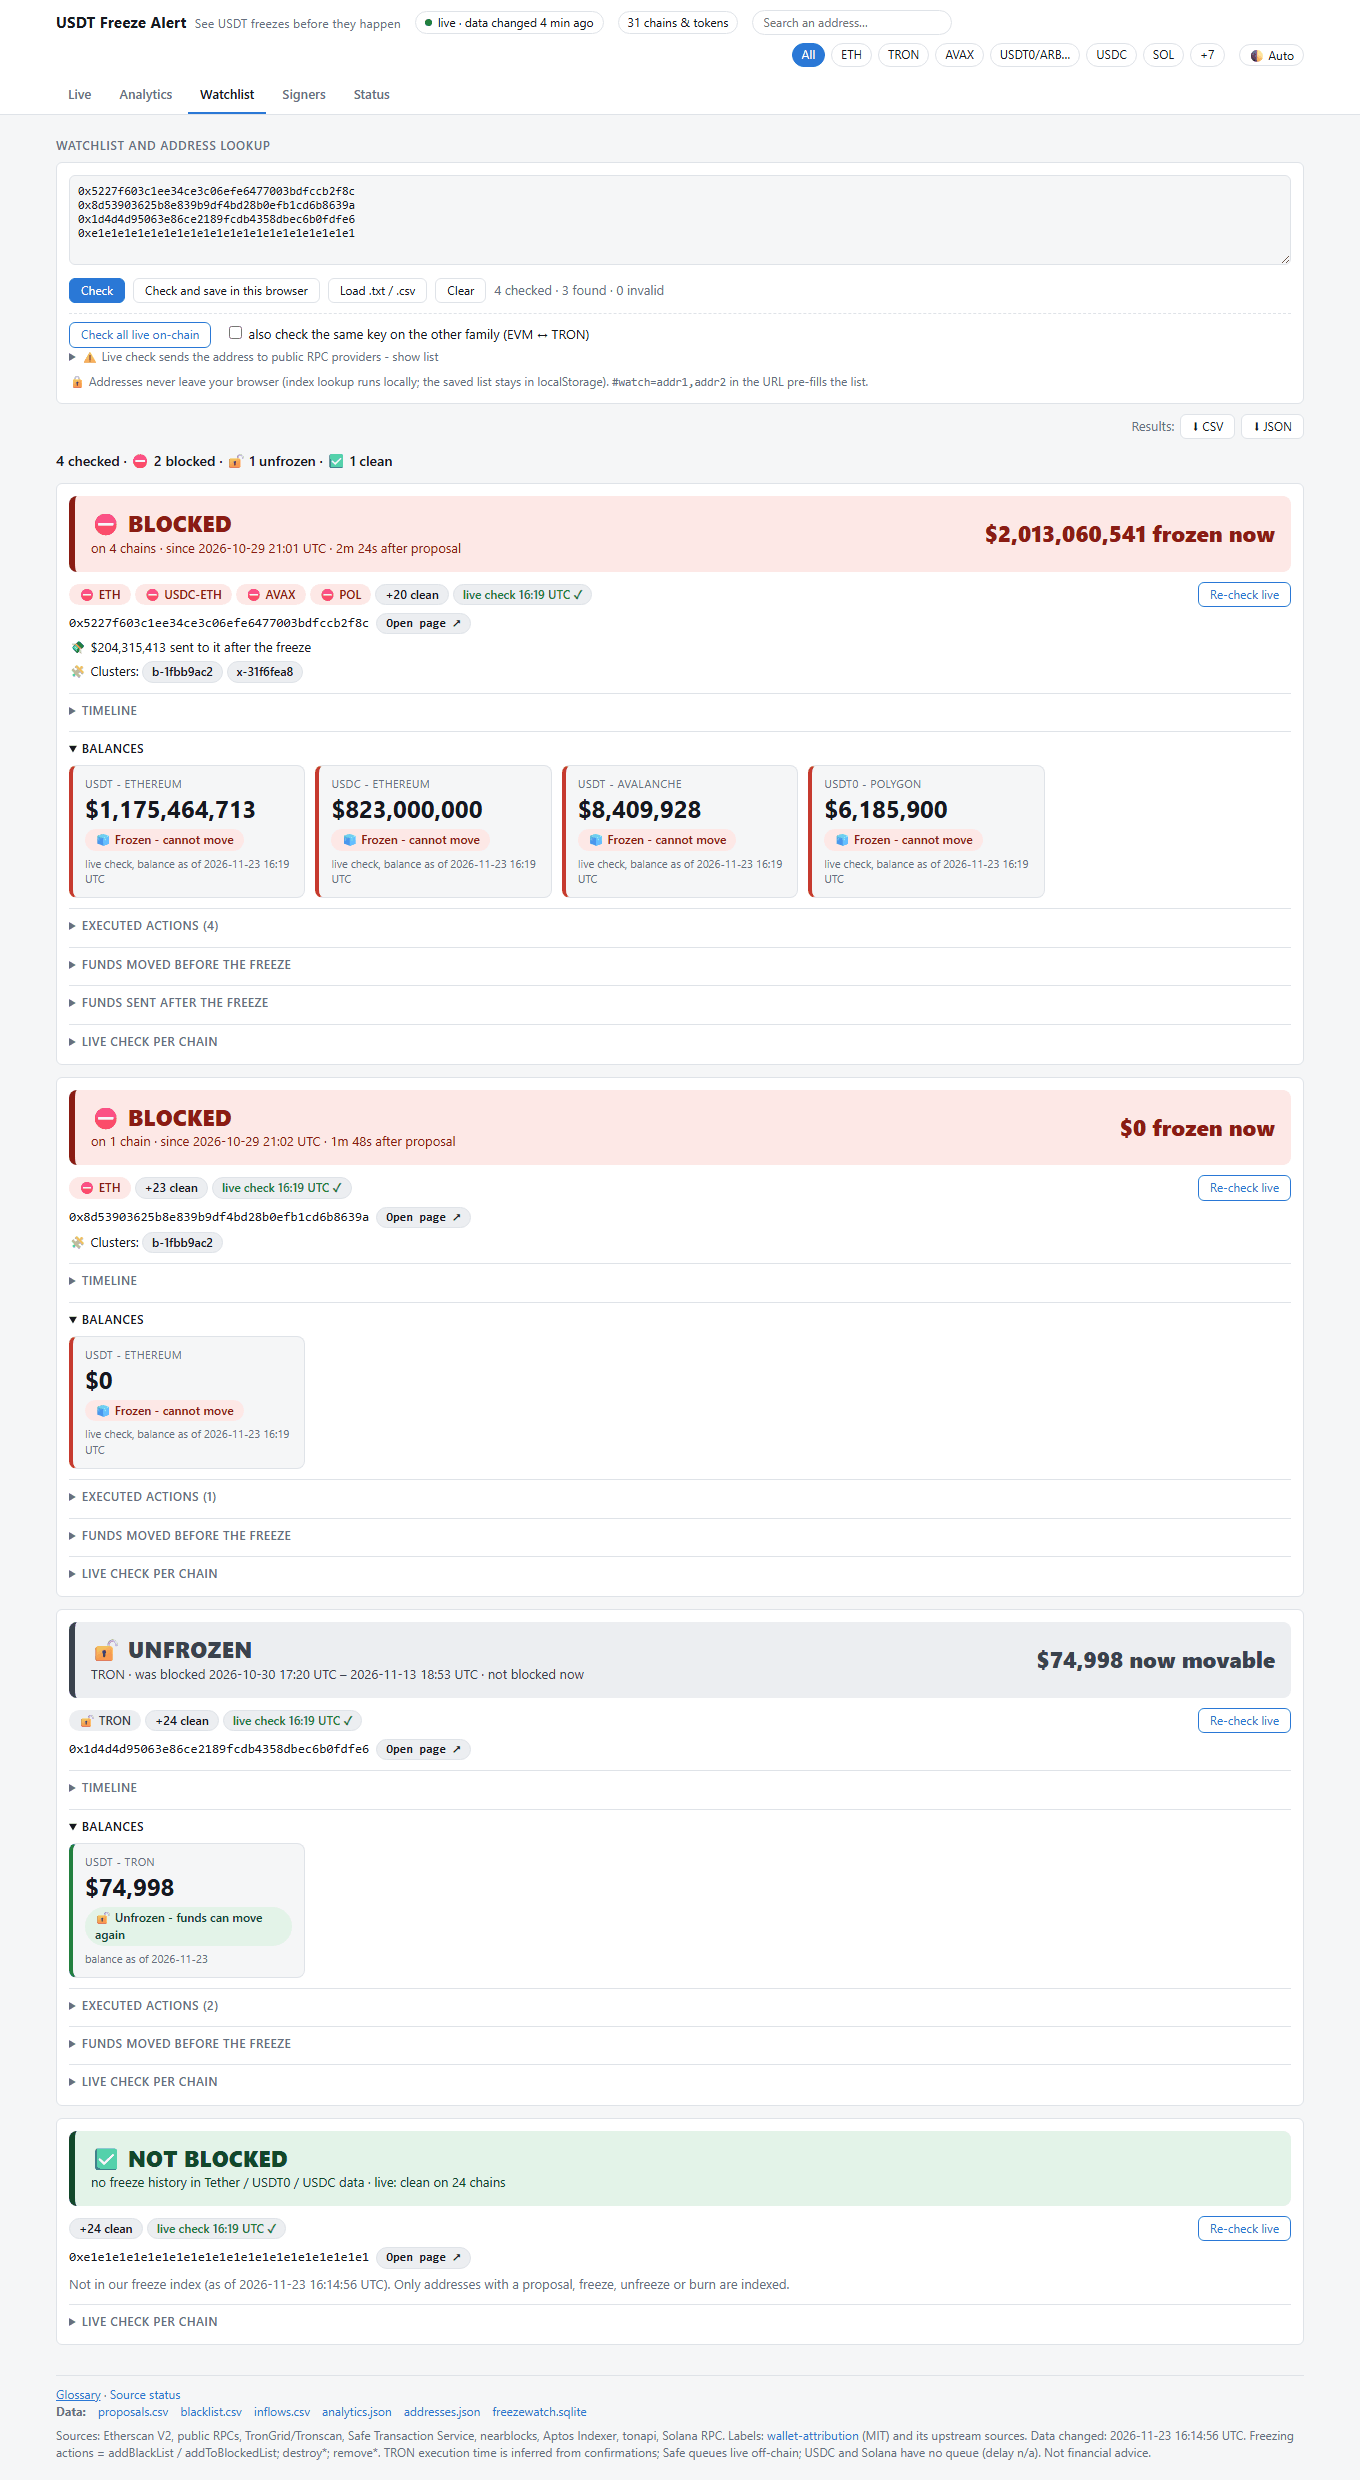 USDT Freeze Alert See USDT freezes before they happen live · data changed 4 min ago 31 chains & tokens Search an address...
All ETH TRON AVAX USDT0/ARB... USDC SOL +7 Auto
Live Analytics Watchlist Signers Status
WATCHLIST AND ADDRESS LOOKUP
0x5227f603c1ee34ce3c06efe6477003bdfccb2f8c
0x8d53903625b8e839b9df4bd28b0efb1cd6b8639a
0x1d4d4d95063e86ce2189fcdb4358dbec6b0fdfe6
0xe1e1e1e1e1e1e1e1e1e1e1e1e1e1e1e1e1e1e1e1
Check Check and save in this browser Load .txt / .csv Clear 4 checked · 3 found · 0 invalid
Check all live on-chain also check the same key on the other family (EVM ↔ TRON)
▶ ⚠️ Live check sends the address to public RPC providers - show list
🔒 Addresses never leave your browser (index lookup runs locally; the saved list stays in localStorage). #watch=addr1,addr2 in the URL pre-fills the list.
Results: ⬇ CSV ⬇ JSON
4 checked · ⛔ 2 blocked · 🔓 1 unfrozen · ✅ 1 clean
⛔ BLOCKED
on 4 chains · since 2026-10-29 21:01 UTC · 2m 24s after proposal
$2,013,060,541 frozen now
⛔ ETH ⛔ USDC-ETH ⛔ AVAX ⛔ POL +20 clean live check 16:19 UTC ✓ Re-check live
0x5227f603c1ee34ce3c06efe6477003bdfccb2f8c Open page ↗
💸 $204,315,413 sent to it after the freeze
🧩 Clusters: b-1fbb9ac2 x-31f6fea8
▶ TIMELINE
▼ BALANCES
USDT - ETHEREUM
$1,175,464,713
🧊 Frozen - cannot move
live check, balance as of 2026-11-23 16:19
UTC
USDC - ETHEREUM
$823,000,000
🧊 Frozen - cannot move
live check, balance as of 2026-11-23 16:19
UTC
USDT - AVALANCHE
$8,409,928
🧊 Frozen - cannot move
live check, balance as of 2026-11-23 16:19
UTC
USDT0 - POLYGON
$6,185,900
🧊 Frozen - cannot move
live check, balance as of 2026-11-23 16:19
UTC
▶ EXECUTED ACTIONS (4)
▶ FUNDS MOVED BEFORE THE FREEZE
▶ FUNDS SENT AFTER THE FREEZE
▶ LIVE CHECK PER CHAIN
⛔ BLOCKED
on 1 chain · since 2026-10-29 21:02 UTC · 1m 48s after proposal
$0 frozen now
⛔ ETH +23 clean live check 16:19 UTC ✓ Re-check live
0x8d53903625b8e839b9df4bd28b0efb1cd6b8639a Open page ↗
🧩 Clusters: b-1fbb9ac2
▶ TIMELINE
▼ BALANCES
USDT - ETHEREUM
$0
🧊 Frozen - cannot move
live check, balance as of 2026-11-23 16:19
UTC
▶ EXECUTED ACTIONS (1)
▶ FUNDS MOVED BEFORE THE FREEZE
▶ LIVE CHECK PER CHAIN
🔓 UNFROZEN
TRON · was blocked 2026-10-30 17:20 UTC – 2026-11-13 18:53 UTC · not blocked now
$74,998 now movable
🔓 TRON +24 clean live check 16:19 UTC ✓ Re-check live
0x1d4d4d95063e86ce2189fcdb4358dbec6b0fdfe6 Open page ↗
▶ TIMELINE
▼ BALANCES
USDT - TRON
$74,998
🔓 Unfrozen - funds can move
again
balance as of 2026-11-23
▶ EXECUTED ACTIONS (2)
▶ FUNDS MOVED BEFORE THE FREEZE
▶ LIVE CHECK PER CHAIN
✅ NOT BLOCKED
no freeze history in Tether / USDT0 / USDC data · live: clean on 24 chains
+24 clean live check 16:19 UTC ✓ Re-check live
0xe1e1e1e1e1e1e1e1e1e1e1e1e1e1e1e1e1e1e1e1 Open page ↗
Not in our freeze index (as of 2026-11-23 16:14:56 UTC). Only addresses with a proposal, freeze, unfreeze or burn are indexed.
▶ LIVE CHECK PER CHAIN
Glossary · Source status
Data: proposals.csv blacklist.csv inflows.csv analytics.json addresses.json freezewatch.sqlite
Sources: Etherscan V2, public RPCs, TronGrid/Tronscan, Safe Transaction Service, nearblocks, Aptos Indexer, tonapi, Solana RPC. Labels: wallet-attribution (MIT) and its upstream sources. Data changed: 2026-11-23 16:14:56 UTC. Freezing
actions = addBlackList / addToBlockedList; destroy*; remove*. TRON execution time is inferred from confirmations; Safe queues live off-chain; USDC and Solana have no queue (delay n/a). Not financial advice.